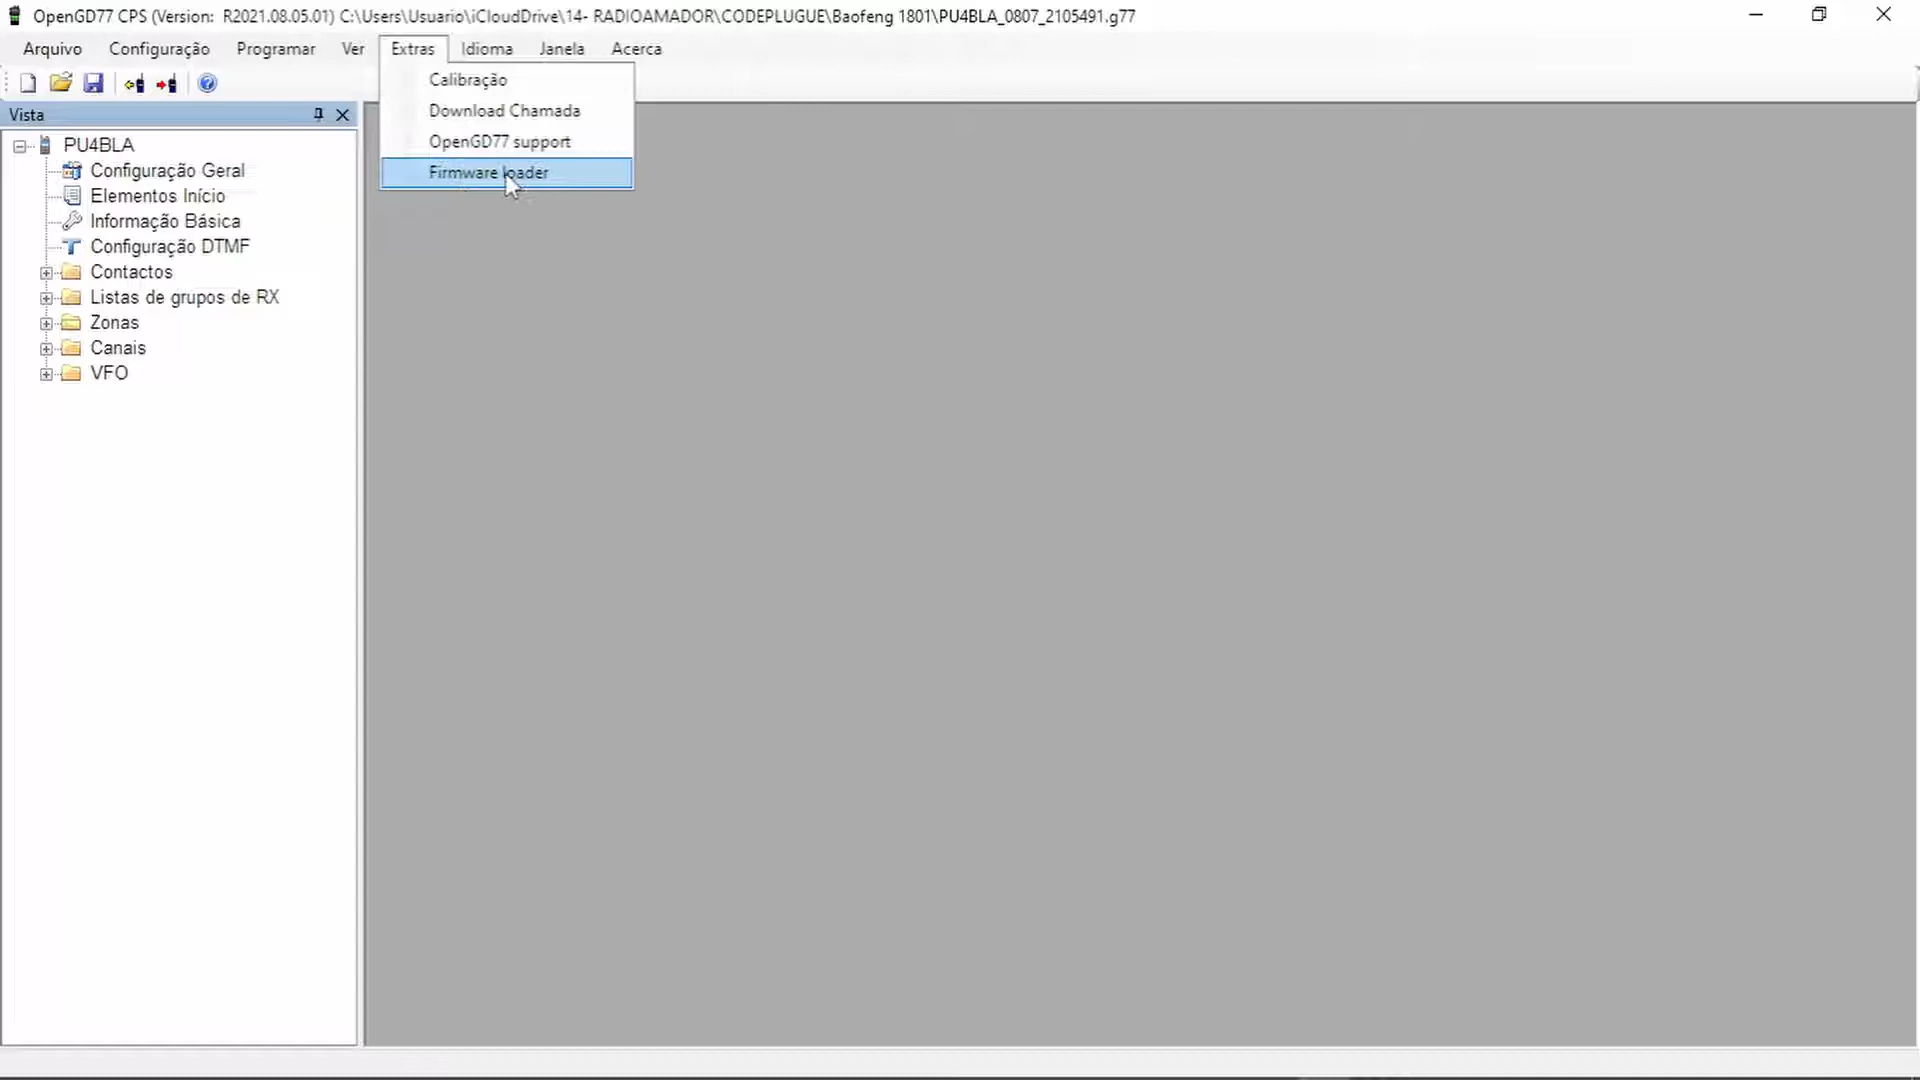 OpenGD77 CPS (Version: R2021.08.05.01) C:\Users\Usuario\iCloudDrive\14- RADIOAMADOR\CODEPLUGUE\Baofeng 1801\PU4BLA_0807_2105491.g77
Arquivo Configuração Programar Ver Extras Idioma Janela Acerca
Calibração
Download Chamada
OpenGD77 support
Firmware loader
Vista
PU4BLA
Configuração Geral
Elementos Início
Informação Básica
Configuração DTMF
Contactos
Listas de grupos de RX
Zonas
Canais
VFO